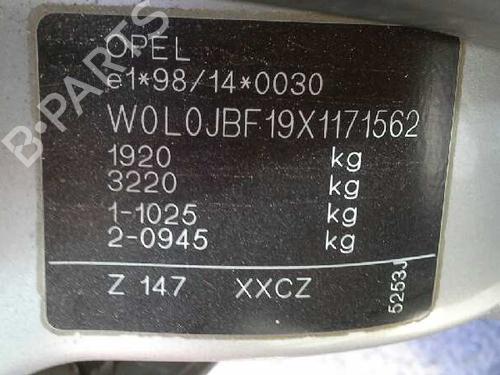 OPEL
e1*98/14*0030
W0L0JBF19X1171562
1920 kg
3220 kg
1-1025 kg
2-0945 kg
Z 147 XXCZ
5253J
B-PARTS